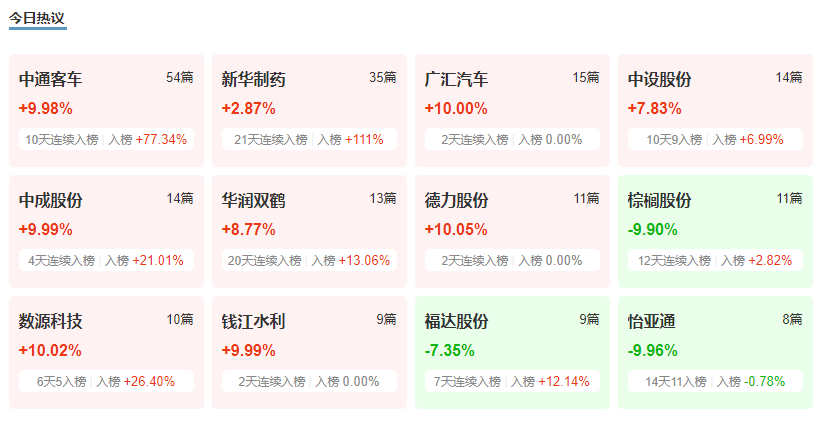 今日热议
中通客车 54篇
+9.98%
10天连续入榜 | 入榜 +77.34%
新华制药 35篇
+2.87%
21天连续入榜 | 入榜 +111%
广汇汽车 15篇
+10.00%
2天连续入榜 | 入榜 0.00%
中设股份 14篇
+7.83%
10天9入榜 | 入榜 +6.99%
中成股份 14篇
+9.99%
4天连续入榜 | 入榜 +21.01%
华润双鹤 13篇
+8.77%
20天连续入榜 | 入榜 +13.06%
德力股份 11篇
+10.05%
2天连续入榜 | 入榜 0.00%
棕榈股份 11篇
-9.90%
12天连续入榜 | 入榜 +2.82%
数源科技 10篇
+10.02%
6天5入榜 | 入榜 +26.40%
钱江水利 9篇
+9.99%
2天连续入榜 | 入榜 0.00%
福达股份 9篇
-7.35%
7天连续入榜 | 入榜 +12.14%
怡亚通 8篇
-9.96%
14天11入榜 | 入榜 -0.78%